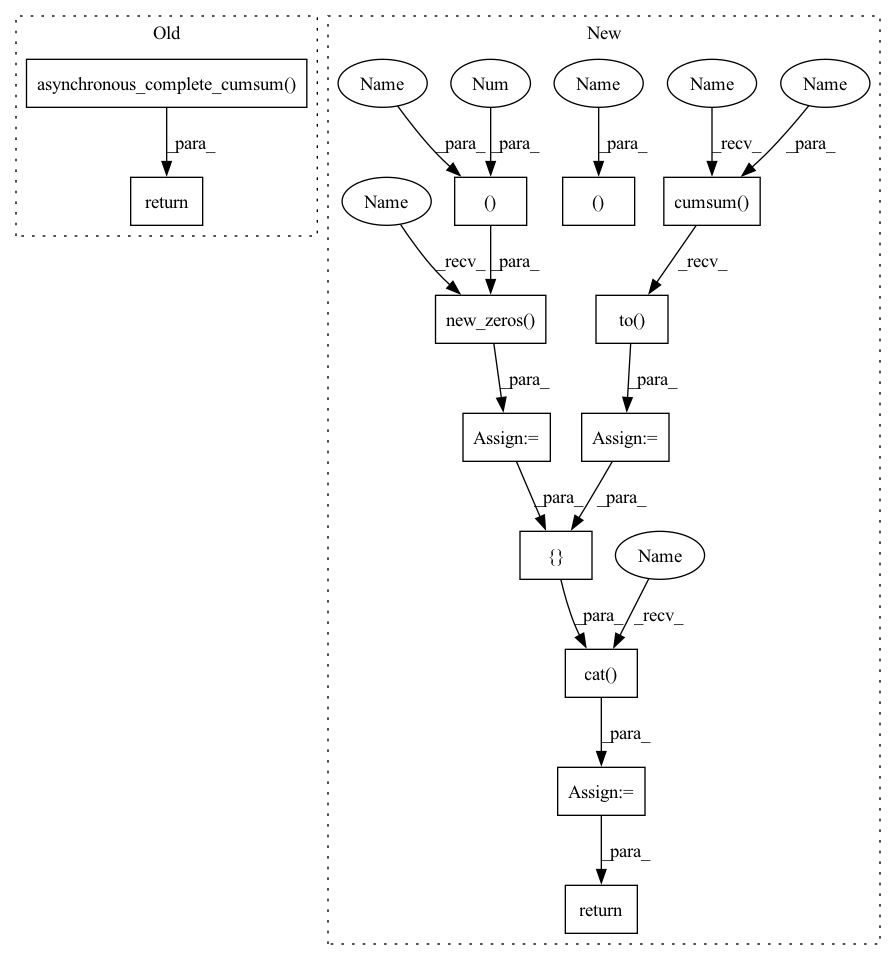 Old
New
asynchronous_complete_cumsum()
Name
Num
Name
Name
Name
_para_
_para_
_para_
_para_
_recv_
_para_
return
Name
()
()
cumsum()
_recv_
_para_
_recv_
new_zeros()
to()
_para_
_para_
Assign:=
Assign:=
_para_
_para_
{}
Name
_para_
_recv_
cat()
_para_
Assign:=
_para_
return